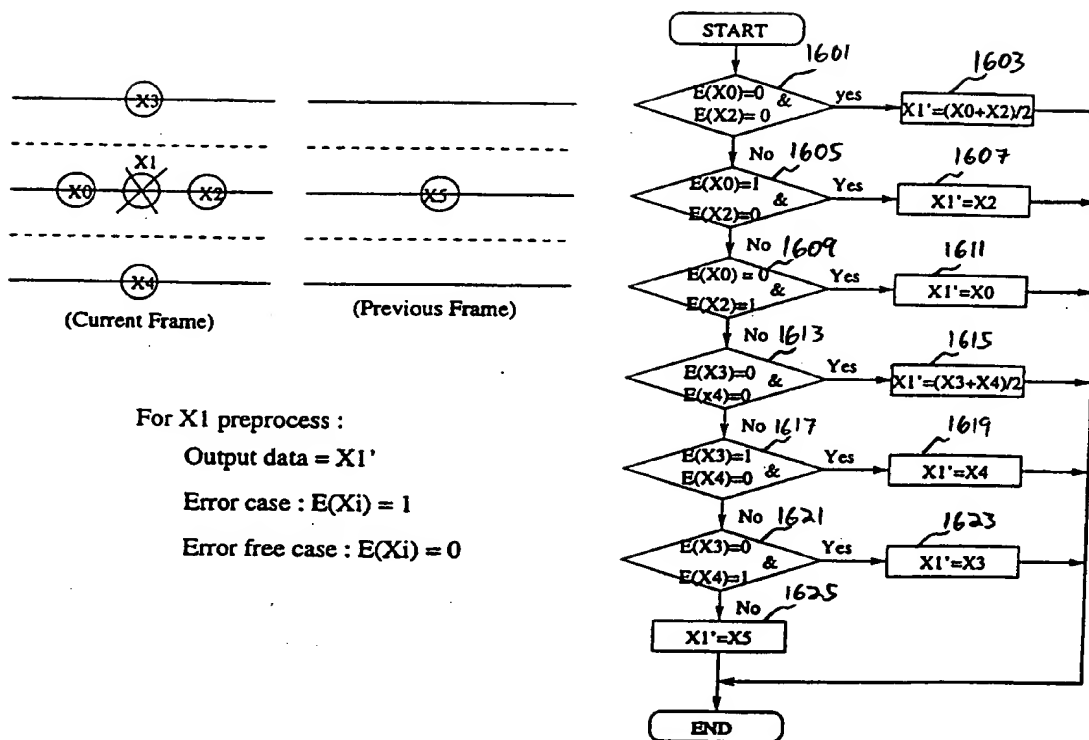 X3
X1
X0
X2
X5
X4
(Current Frame)
(Previous Frame)
For X1 preprocess :
Output data = X1'
Error case : E(Xi) = 1
Error free case : E(Xi) = 0
START
1601
E(X0)=0
&
E(X2)= 0
yes
1603
X1'=(X0+X2)/2
No
1605
E(X0)=1
&
E(X2)=0
Yes
1607
X1'=X2
No
1609
E(X0) = 0
&
E(X2)=1
Yes
1611
X1'=X0
No
1613
E(X3)=0
&
E(x4)=0
Yes
1615
X1'=(X3+X4)/2
No
1617
E(X3)=1
&
E(X4)=0
Yes
1619
X1'=X4
No
1621
E(X3)=0
&
E(X4)=1
Yes
1623
X1'=X3
No
1625
X1'=X5
END